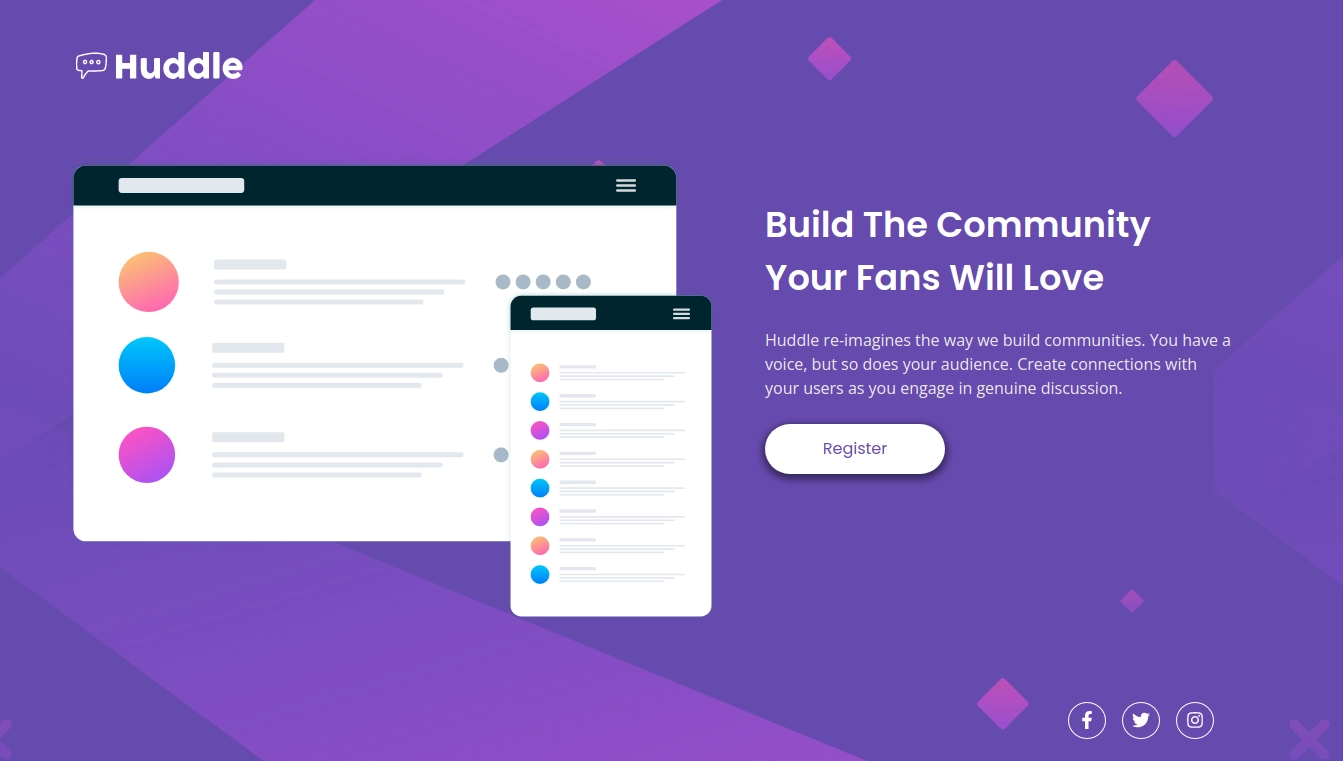 Huddle
Build The Community
Your Fans Will Love
Huddle re-imagines the way we build communities. You have a
voice, but so does your audience. Create connections with
your users as you engage in genuine discussion.
Register